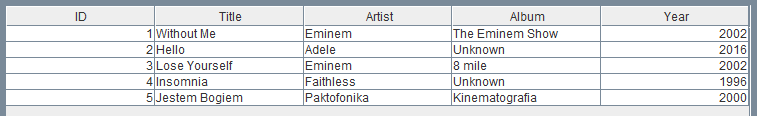 ID Title Artist Album Year
1 Without Me Eminem The Eminem Show 2002
2 Hello Adele Unknown 2016
3 Lose Yourself Eminem 8 mile 2002
4 Insomnia Faithless Unknown 1996
5 Jestem Bogiem Paktofonika Kinematografia 2000